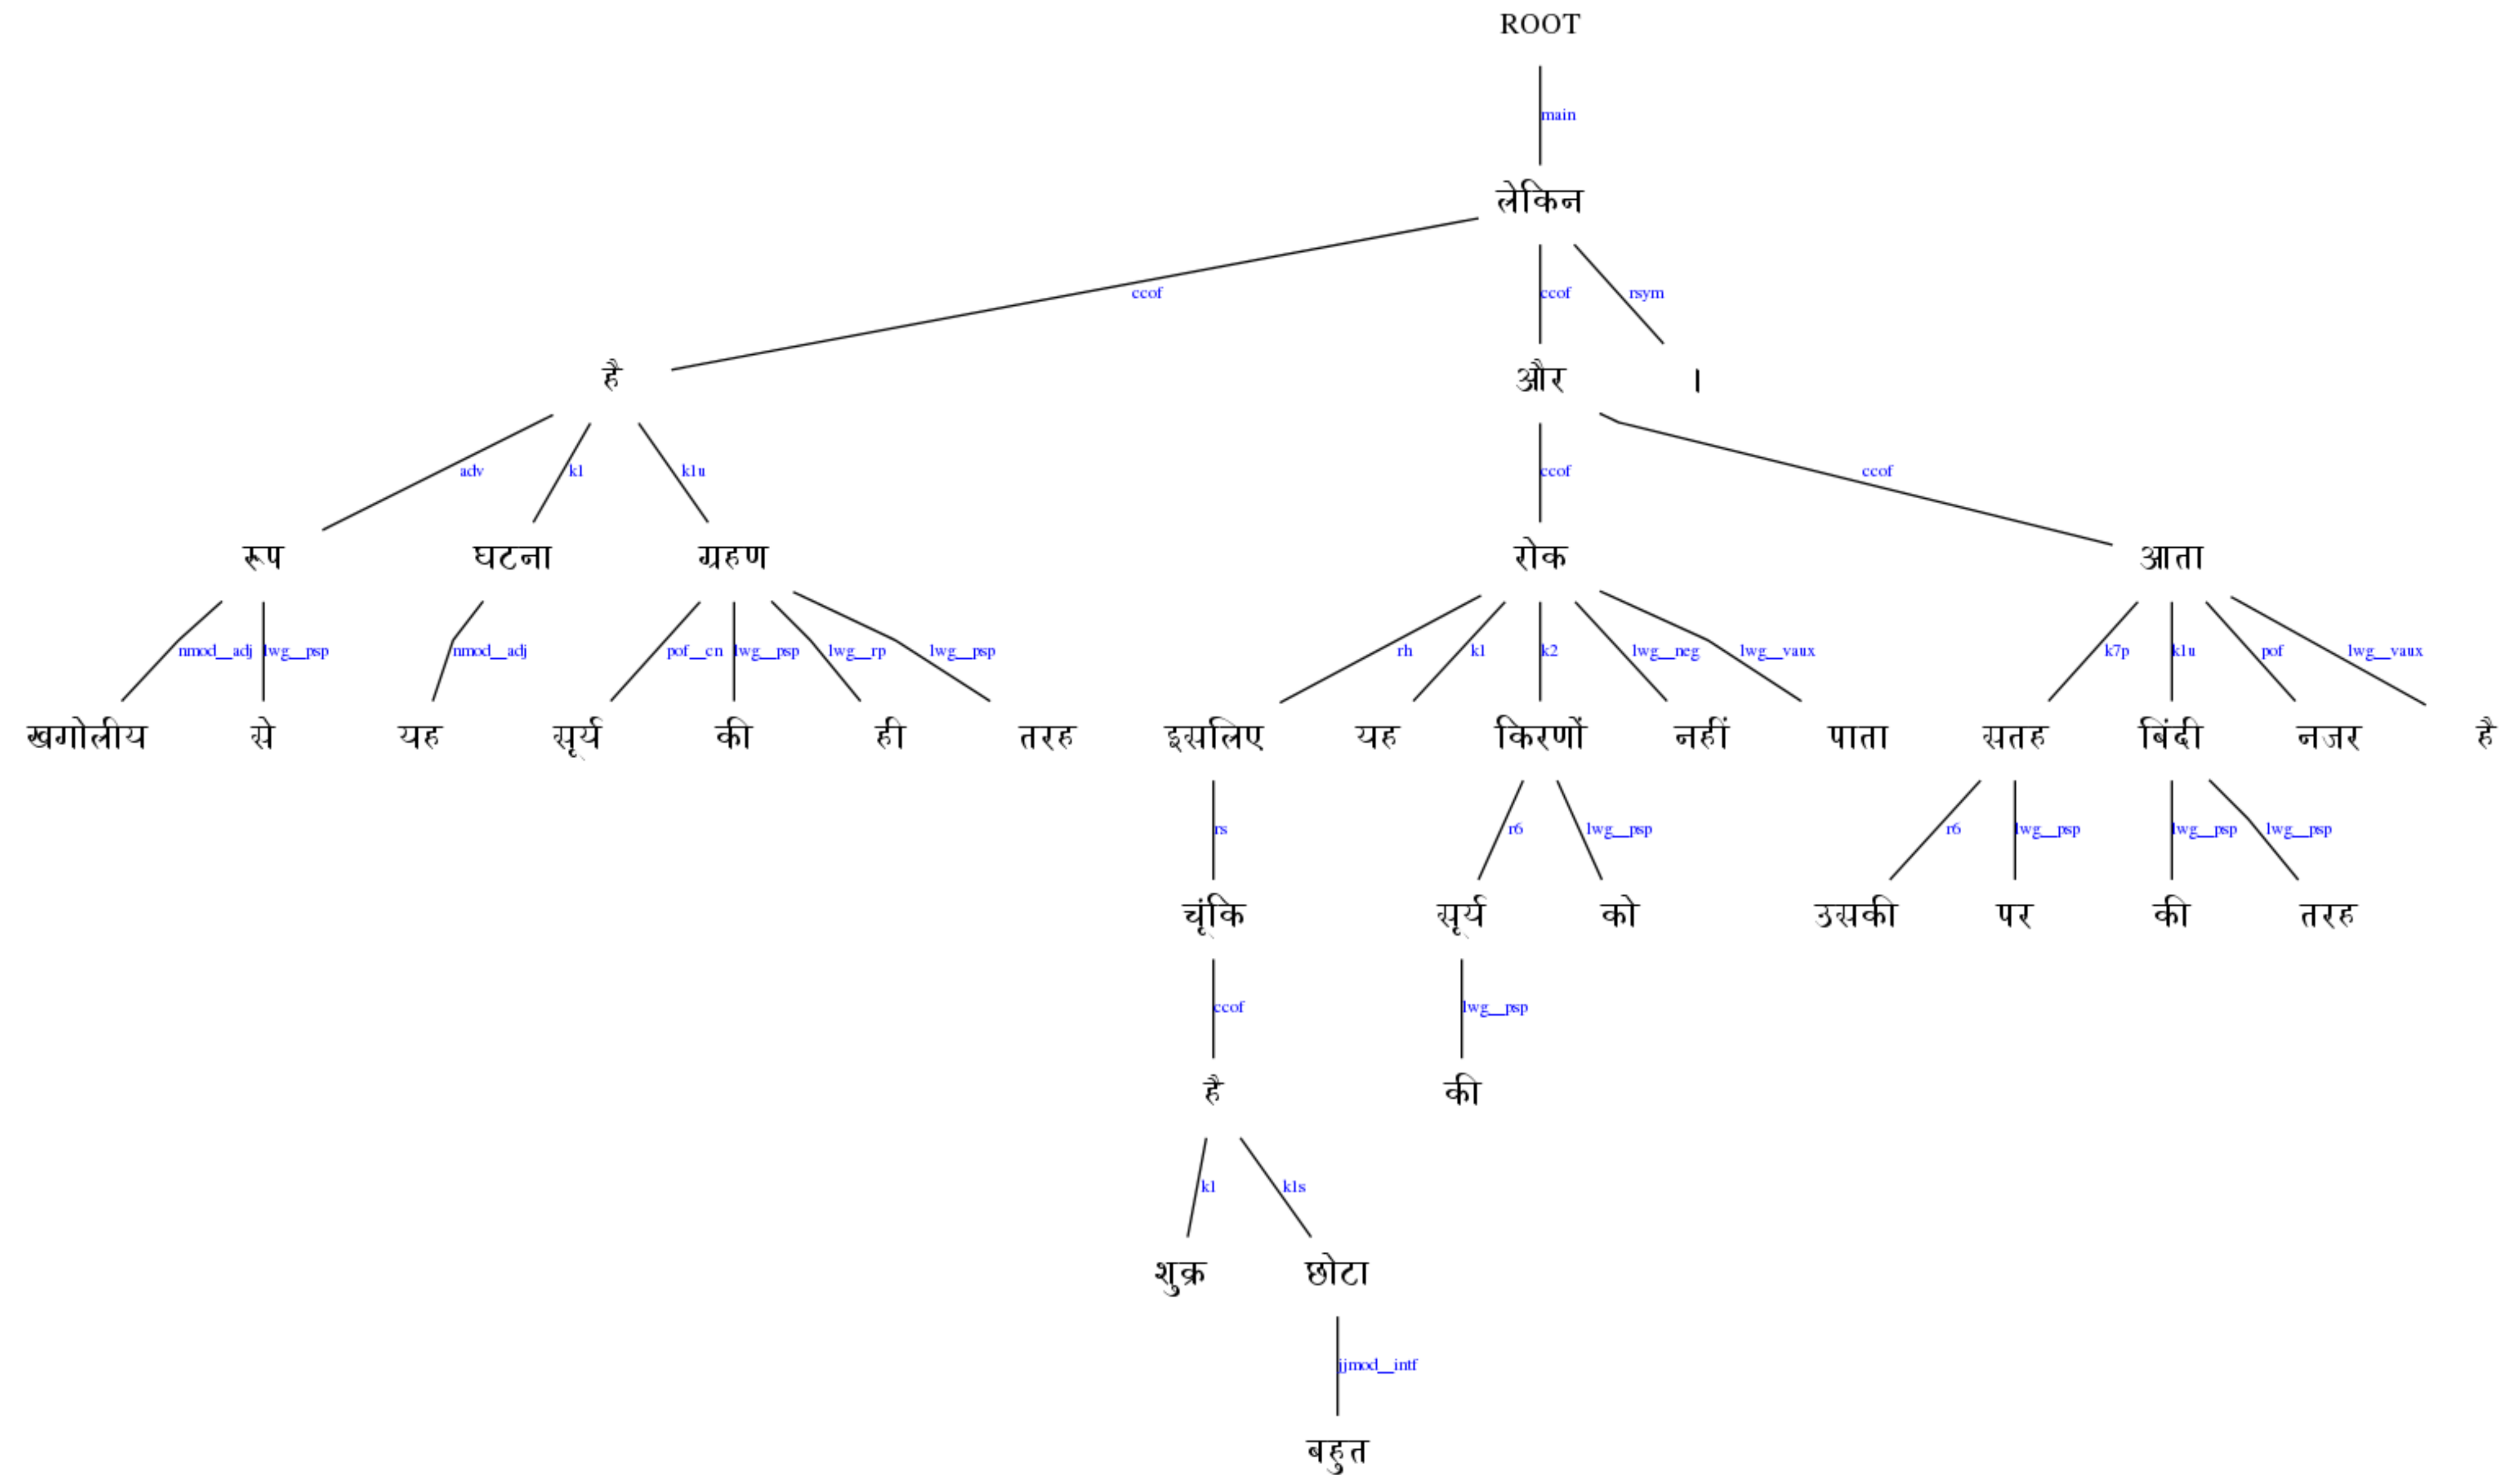 ROOT
main
लेकिन
ccof ccof rsym
है और ।
adv k1 k1u ccof ccof
रूप घटना ग्रहण रोक आता
nmod__adj lwg__psp nmod__adj pof__cn lwg__psp lwg__rp lwg__psp rh k1 k2 lwg__neg lwg__vaux k7p k1u pof lwg__vaux
खगोलीय से यह सूर्य की ही तरह इसलिए यह किरणों नहीं पाता सतह बिंदी नजर है
rs r6 lwg__psp r6 lwg__psp lwg__psp lwg__psp
चूंकि सूर्य को उसकी पर की तरह
ccof lwg__psp
है की
k1 k1s
शुक्र छोटा
jjmod__intf
बहुत